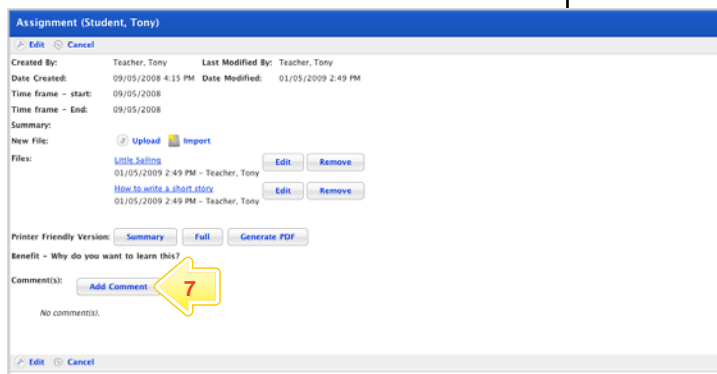 Assignment (Student, Tony)
Edit Cancel
Created By: Teacher, Tony Last Modified By: Teacher, Tony
Date Created: 09/05/2008 4:15 PM Date Modified: 01/05/2009 2:49 PM
Time frame - start: 09/05/2008
Time frame - End: 09/05/2008
Summary:
New File: Upload Import
Files: Little Sailing Edit Remove
01/05/2009 2:49 PM - Teacher, Tony
How to write a short story Edit Remove
01/05/2009 2:49 PM - Teacher, Tony
Printer Friendly Version: Summary Full Generate PDF
Benefit - Why do you want to learn this?
Comment(s): Add Comment 7
No comment(s).
Edit Cancel